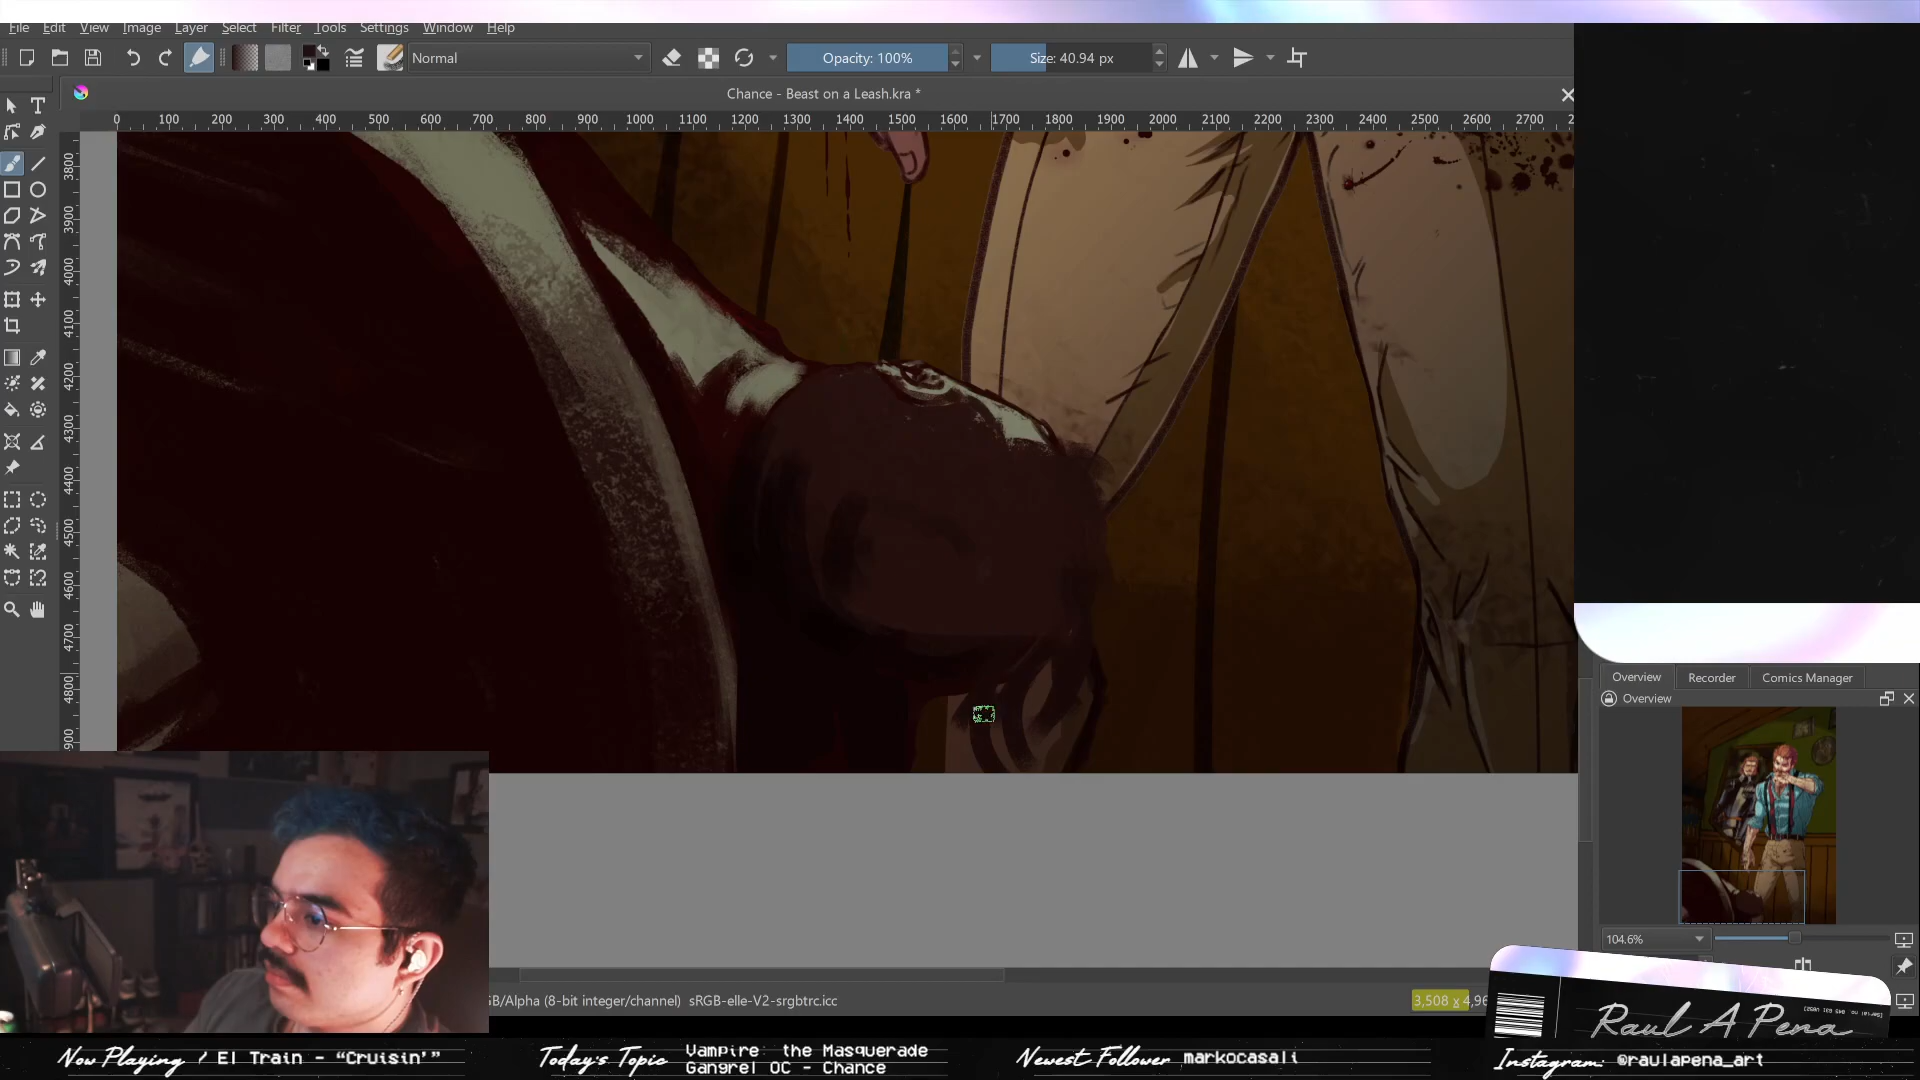 File Edit View Image Layer Select Filter Tools Settings Window Help
Normal
Opacity: 100%
Size: 40.94 px
Chance - Beast on a Leash.kra *
0 100 200 300 400 500 600 700 800 900 1000 1100 1200 1300 1400 1500 1600 1700 1800 1900 2000 2100 2200 2300 2400 2500 2600 2700 2
3800
3900
4000
4100
4200
4300
4400
4500
4600
4700
4800
900
Overview Recorder Comics Manager
Overview
104.6%
GB/Alpha (8-bit integer/channel) sRGB-elle-V2-srgbtrc.icc
3,508 x 4,96
Raul A Pena
Now Playing / El Train - “Cruisin’”
Today's Topic Vampire: the Masquerade
Gangrel OC - Chance
Newest Follower markocasali
Instagram: @raulapena_art